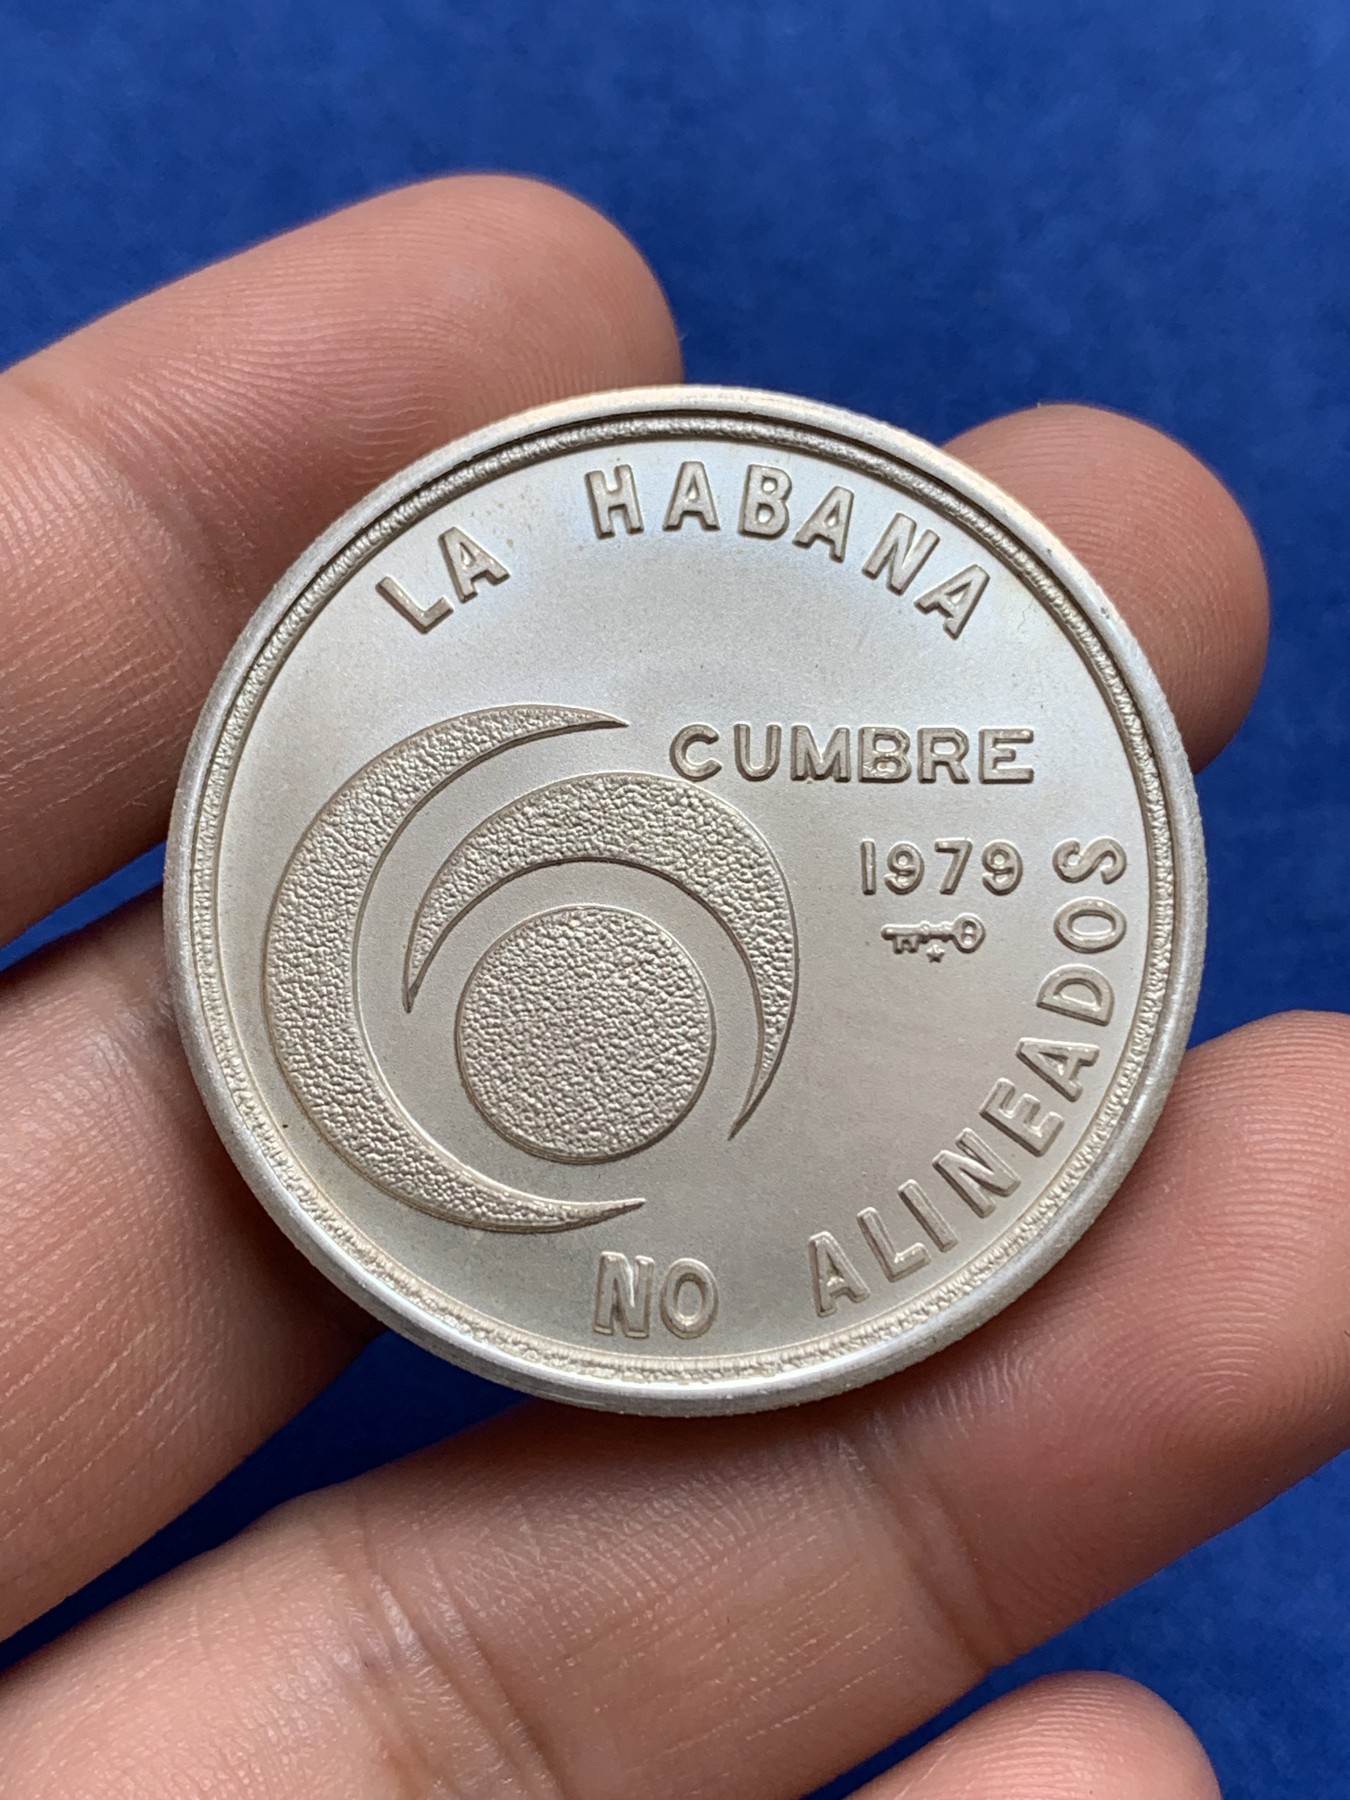 LA HABANA
CUMBRE
1979
NO ALINEADOS